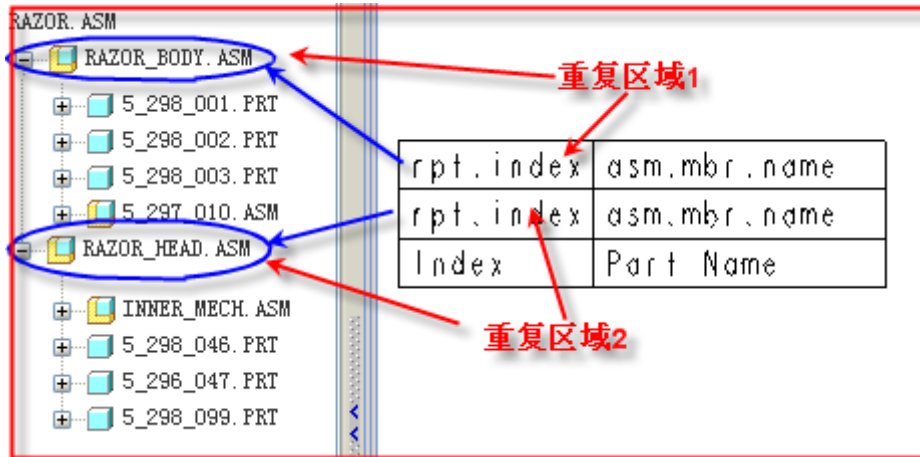 RAZOR.ASM
RAZOR_BODY.ASM
5_298_001.PRT
5_298_002.PRT
5_298_003.PRT
5_297_010.ASM
RAZOR_HEAD.ASM
INNER_MECH.ASM
5_298_046.PRT
5_296_047.PRT
5_298_099.PRT
重复区域1
rpt.index asm.mbr.name
rpt.index asm.mbr.name
Index Part Name
重复区域2